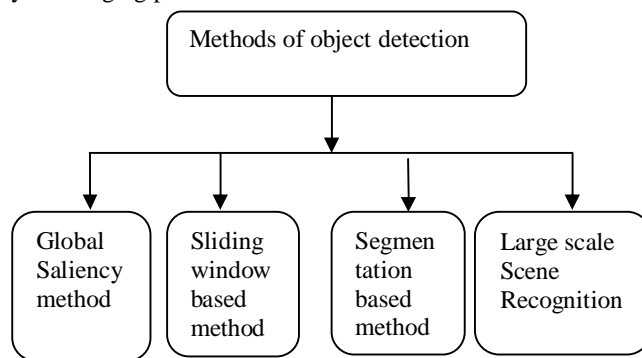 Methods of object detection
Global
Saliency
method
Sliding
window
based
method
Segmen
tation
based
method
Large scale
Scene
Recognition